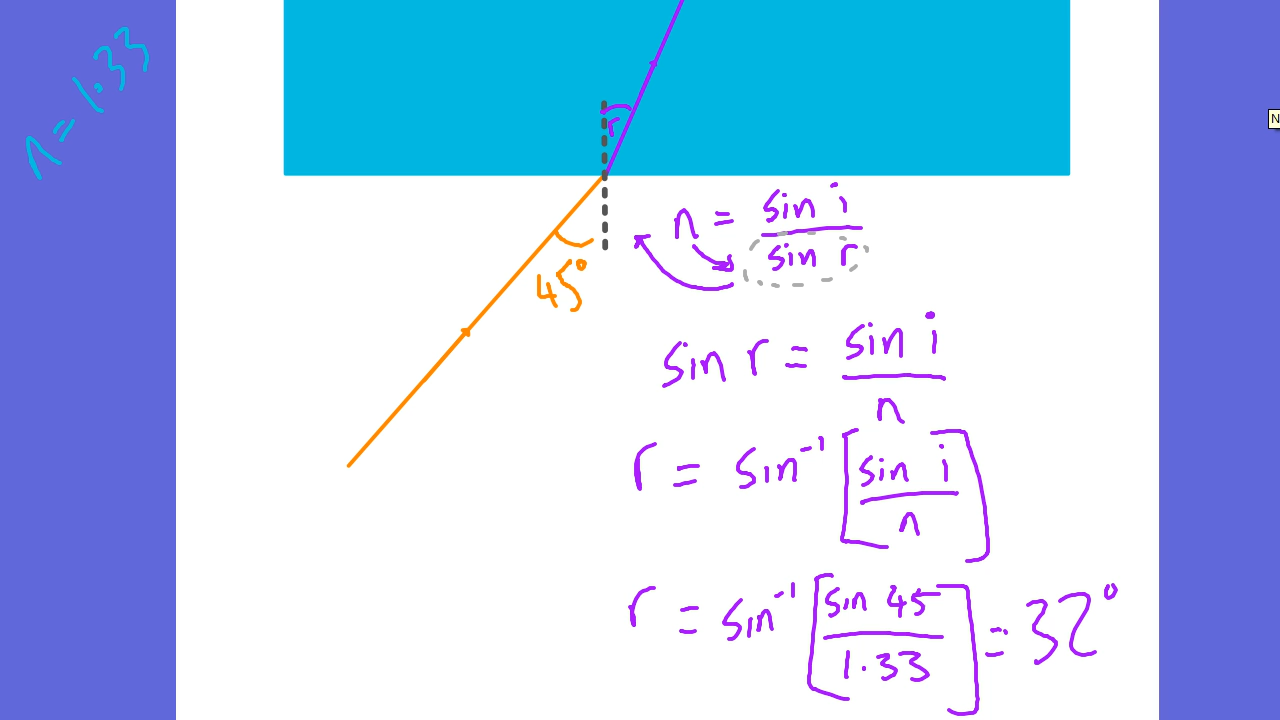 n = 1.33
r
45°
n = sin i / sin r
sin r = sin i / n
r = sin⁻¹ [sin i / n]
r = sin⁻¹ [sin 45 / 1.33] = 32°
N